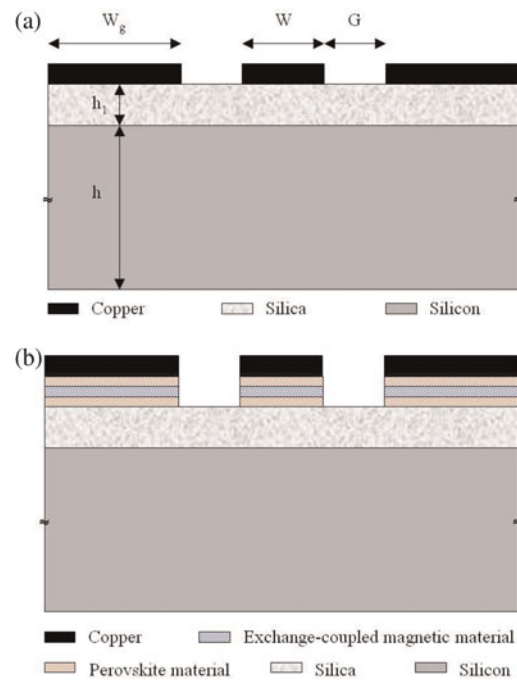 (a)
Wg W G
h1
h
Copper Silica Silicon
(b)
Copper Exchange-coupled magnetic material
Perovskite material Silica Silicon